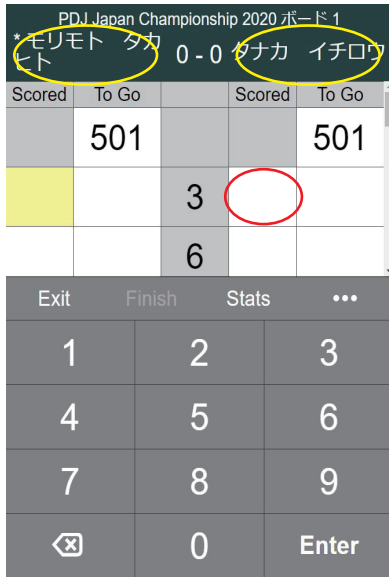 PDJ Japan Championship 2020 ボード 1
* モリモト タカ
ヒト
0 - 0
タナカ イチロウ
Scored To Go Scored To Go
501 501
3
6
Exit Finish Stats •••
1 2 3
4 5 6
7 8 9
0 Enter